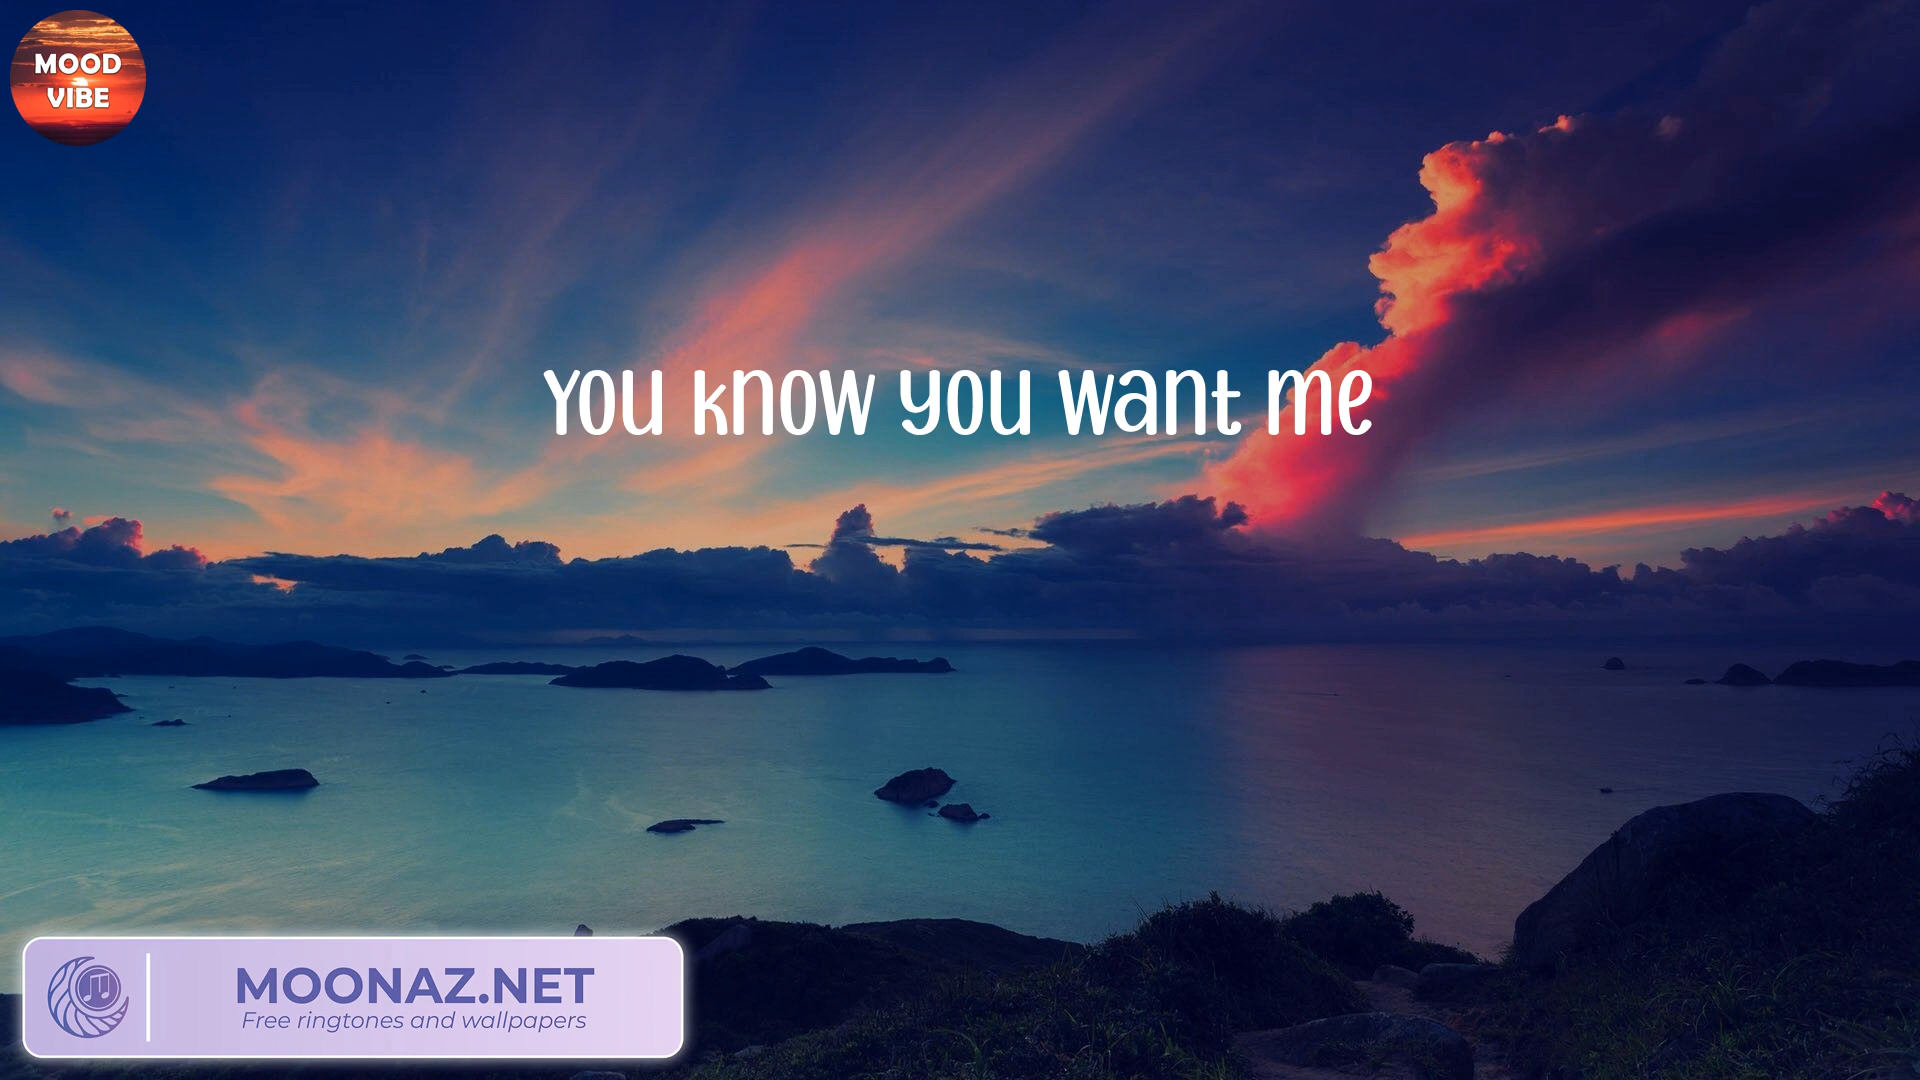 MOOD
VIBE
You know you want me
MOONAZ.NET
Free ringtones and wallpapers